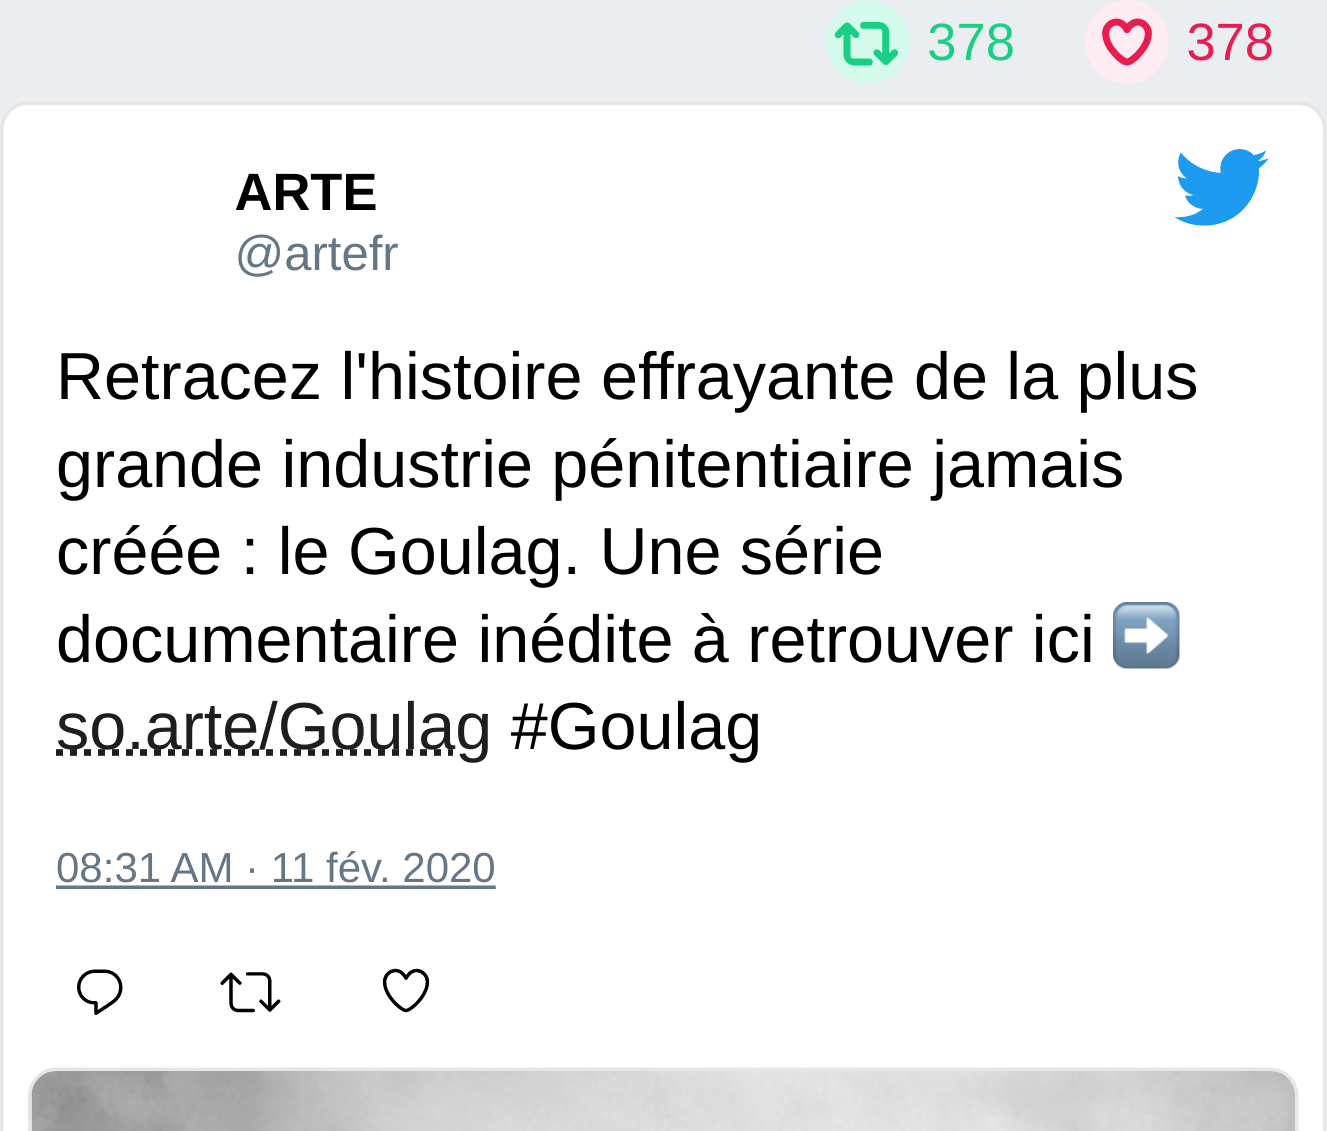 378 378
ARTE
@artefr
Retracez l'histoire effrayante de la plus
grande industrie pénitentiaire jamais
créée : le Goulag. Une série
documentaire inédite à retrouver ici ➡️
so.arte/Goulag #Goulag
08:31 AM · 11 fév. 2020